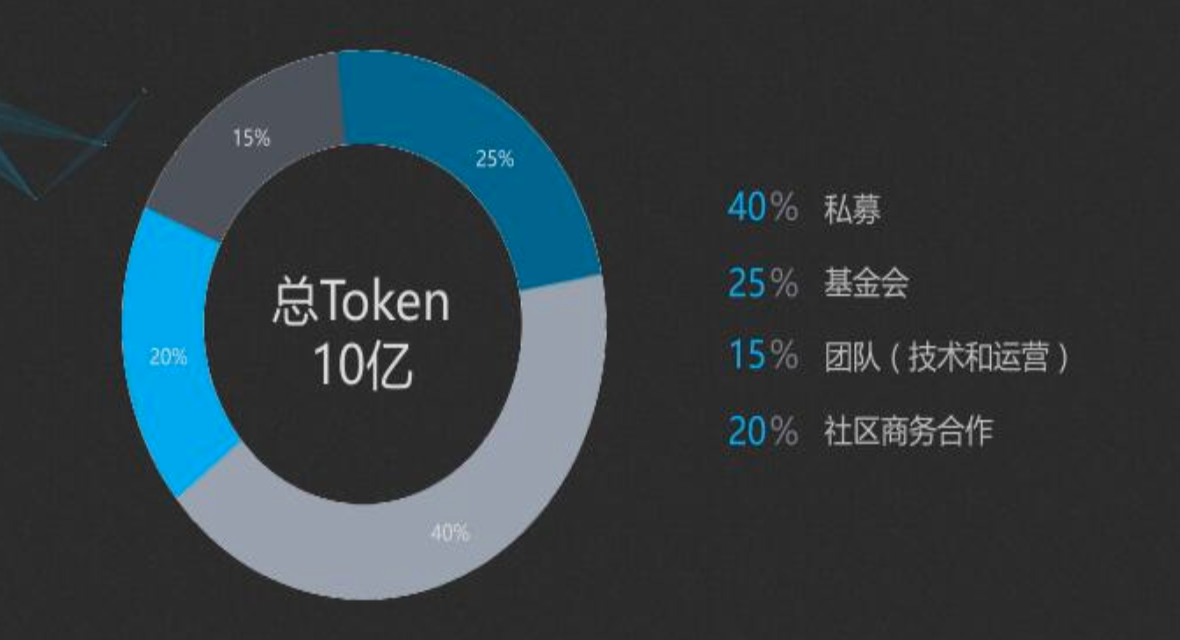 15%
25%
总Token
10亿
20%
40%
40% 私募
25% 基金会
15% 团队（技术和运营）
20% 社区商务合作